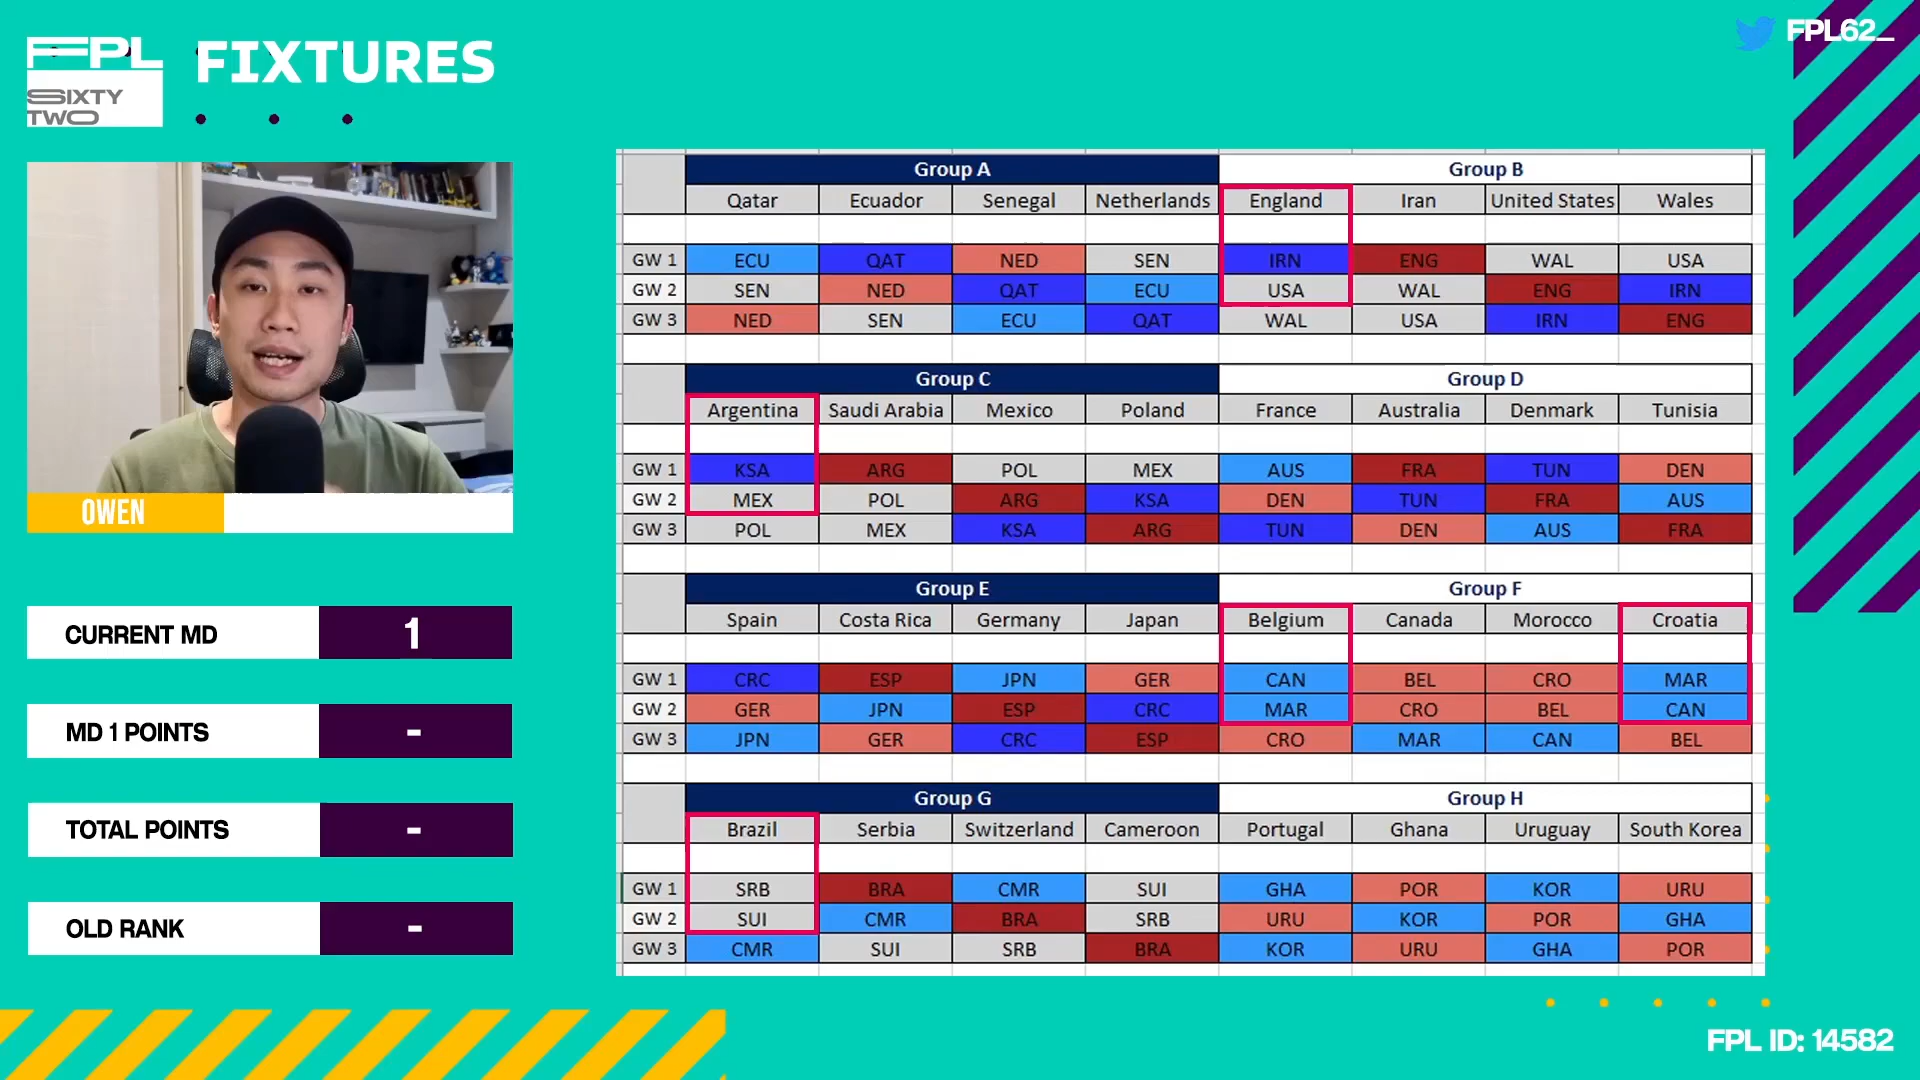 FPL
SIXTY
TWO
FIXTURES
FPL62_
OWEN
CURRENT MD 1
MD 1 POINTS -
TOTAL POINTS -
OLD RANK -
Group A Group B
Qatar Ecuador Senegal Netherlands England Iran United States Wales
GW 1 ECU QAT NED SEN IRN ENG WAL USA
GW 2 SEN NED QAT ECU USA WAL ENG IRN
GW 3 NED SEN ECU QAT WAL USA IRN ENG
Group C Group D
Argentina Saudi Arabia Mexico Poland France Australia Denmark Tunisia
GW 1 KSA ARG POL MEX AUS FRA TUN DEN
GW 2 MEX POL ARG KSA DEN TUN FRA AUS
GW 3 POL MEX KSA ARG TUN DEN AUS FRA
Group E Group F
Spain Costa Rica Germany Japan Belgium Canada Morocco Croatia
GW 1 CRC ESP JPN GER CAN BEL CRO MAR
GW 2 GER JPN ESP CRC MAR CRO BEL CAN
GW 3 JPN GER CRC ESP CRO MAR CAN BEL
Group G Group H
Brazil Serbia Switzerland Cameroon Portugal Ghana Uruguay South Korea
GW 1 SRB BRA CMR SUI GHA POR KOR URU
GW 2 SUI CMR BRA SRB URU KOR POR GHA
GW 3 CMR SUI SRB BRA KOR URU GHA POR
FPL ID: 14582